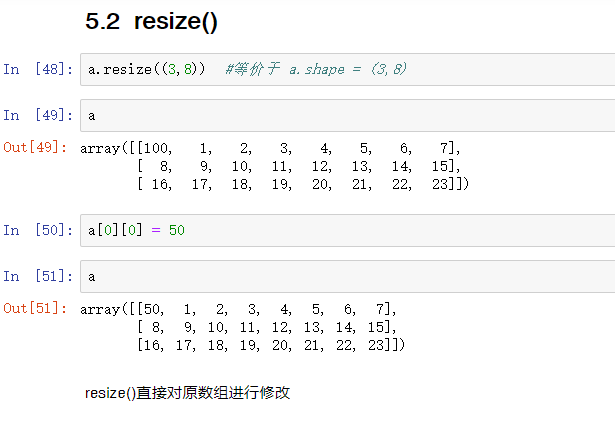 5.2 resize()
In [48]: a.resize((3,8)) #等价于 a.shape = (3,8)
In [49]: a
Out[49]: array([[100, 1, 2, 3, 4, 5, 6, 7],
[ 8, 9, 10, 11, 12, 13, 14, 15],
[ 16, 17, 18, 19, 20, 21, 22, 23]])
In [50]: a[0][0] = 50
In [51]: a
Out[51]: array([[50, 1, 2, 3, 4, 5, 6, 7],
[ 8, 9, 10, 11, 12, 13, 14, 15],
[16, 17, 18, 19, 20, 21, 22, 23]])
resize()直接对原数组进行修改